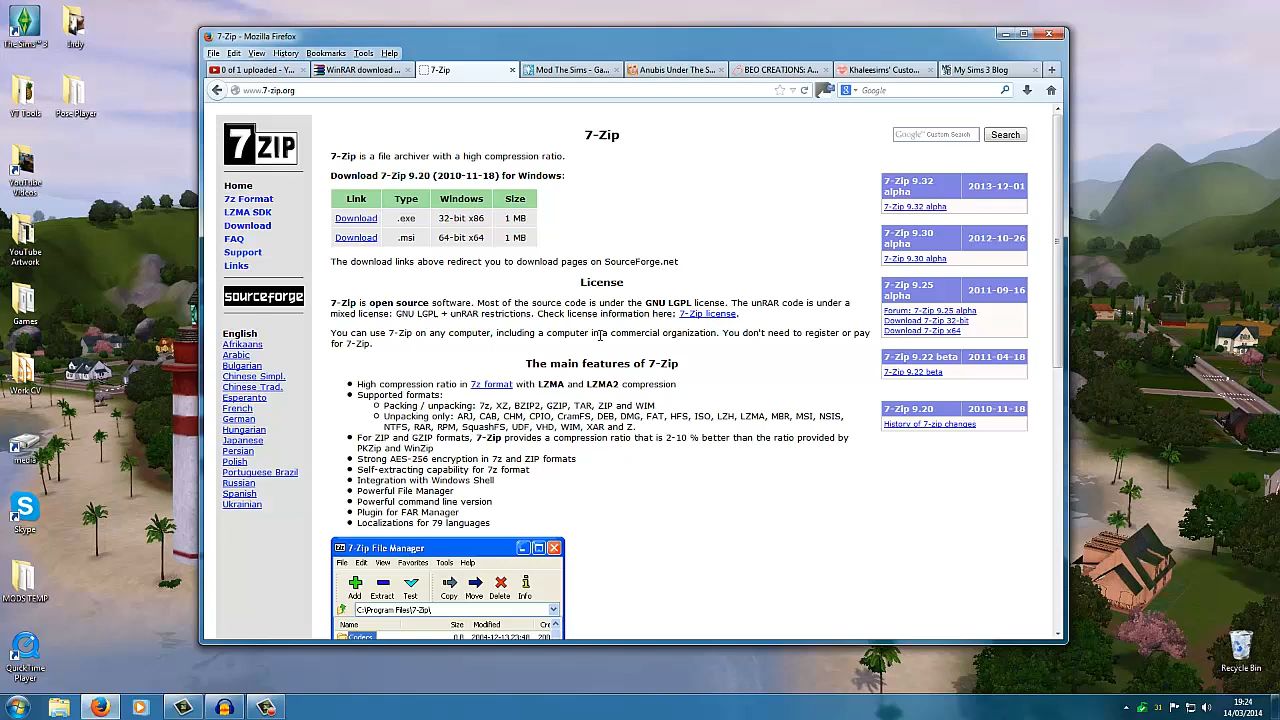 The Sims™ 3
Indy
VT Tools
Pose Player
YouTube Videos
YouTube Artwork
Games
Work CV
media
Skype
MODS TEMP
QuickTime Player
Recycle Bin
7-Zip - Mozilla Firefox
File Edit View History Bookmarks Tools Help
0 of 1 uploaded - Y...
WinRAR download ...
7-Zip
Mod The Sims - Ga...
Anubis Under The S...
BEO CREATIONS: A...
Khaleesims' Custo...
My Sims 3 Blog
www.7-zip.org
Google
7 ZIP
Home
7z Format
LZMA SDK
Download
FAQ
Support
Links
sourceforge
English
Afrikaans
Arabic
Bulgarian
Chinese Simpl.
Chinese Trad.
Esperanto
French
German
Hungarian
Japanese
Persian
Polish
Portuguese Brazil
Russian
Spanish
Ukrainian
7-Zip
7-Zip is a file archiver with a high compression ratio.
Download 7-Zip 9.20 (2010-11-18) for Windows:
Link Type Windows Size
Download .exe 32-bit x86 1 MB
Download .msi 64-bit x64 1 MB
The download links above redirect you to download pages on SourceForge.net
License
7-Zip is open source software. Most of the source code is under the GNU LGPL license. The unRAR code is under a
mixed license: GNU LGPL + unRAR restrictions. Check license information here: 7-Zip license.
You can use 7-Zip on any computer, including a computer in a commercial organization. You don't need to register or pay
for 7-Zip.
The main features of 7-Zip
High compression ratio in 7z format with LZMA and LZMA2 compression
Supported formats:
Packing / unpacking: 7z, XZ, BZIP2, GZIP, TAR, ZIP and WIM
Unpacking only: ARJ, CAB, CHM, CPIO, CramFS, DEB, DMG, FAT, HFS, ISO, LZH, LZMA, MBR, MSI, NSIS,
NTFS, RAR, RPM, SquashFS, UDF, VHD, WIM, XAR and Z.
For ZIP and GZIP formats, 7-Zip provides a compression ratio that is 2-10 % better than the ratio provided by
PKZip and WinZip
Strong AES-256 encryption in 7z and ZIP formats
Self-extracting capability for 7z format
Integration with Windows Shell
Powerful File Manager
Powerful command line version
Plugin for FAR Manager
Localizations for 79 languages
7-Zip File Manager
File Edit View Favorites Tools Help
Add Extract Test Copy Move Delete Info
C:\Program Files\7-Zip\
Name Size Modified
Codecs 0 B 2004-12-13 23:48
Google™ Custom Search
Search
7-Zip 9.32 alpha 2013-12-01
7-Zip 9.32 alpha
7-Zip 9.30 alpha 2012-10-26
7-Zip 9.30 alpha
7-Zip 9.25 alpha 2011-09-16
Forum: 7-Zip 9.25 alpha
Download 7-Zip 32-bit
Download 7-Zip x64
7-Zip 9.22 beta 2011-04-18
7-Zip 9.22 beta
7-Zip 9.20 2010-11-18
History of 7-zip changes
31
19:24
14/03/2014